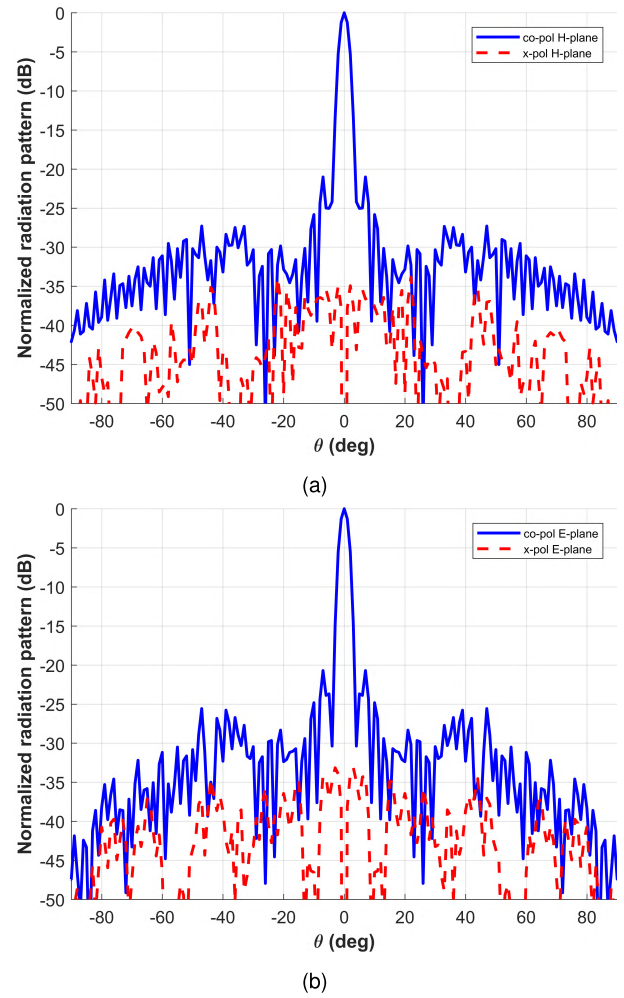 0
-5
-10
-15
-20
-25
-30
-35
-40
-45
-50
Normalized radiation pattern (dB)
co-pol H-plane
x-pol H-plane
-80 -60 -40 -20 0 20 40 60 80
θ (deg)
(a)
0
-5
-10
-15
-20
-25
-30
-35
-40
-45
-50
Normalized radiation pattern (dB)
co-pol E-plane
x-pol E-plane
-80 -60 -40 -20 0 20 40 60 80
θ (deg)
(b)